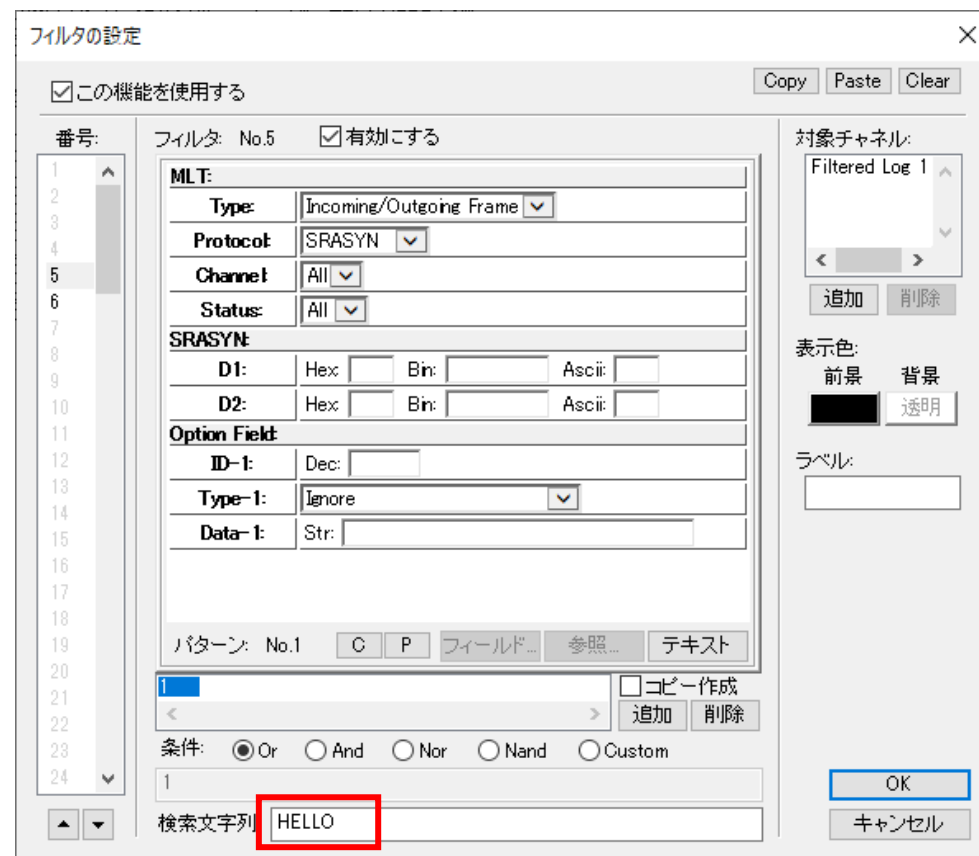 フィルタの設定
この機能を使用する
Copy Paste Clear
番号:
1
2
3
4
5
6
7
8
9
10
11
12
13
14
15
16
17
18
19
20
21
22
23
24
フィルタ: No.5 有効にする
MLT:
Type: Incoming/Outgoing Frame
Protocol: SRASYN
Channel: All
Status: All
SRASYN:
D1: Hex: Bin: Ascii:
D2: Hex: Bin: Ascii:
Option Field:
ID-1: Dec:
Type-1: Ignore
Data-1: Str:
パターン: No.1 C P フィールド... 参照... テキスト
1
コピー作成
追加 削除
条件: Or And Nor Nand Custom
1
検索文字列 HELLO
対象チャネル:
Filtered Log 1
追加 削除
表示色:
前景 背景
透明
ラベル:
OK
キャンセル